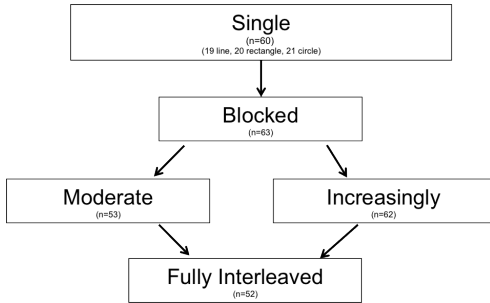 Single
(n=60)
(19 line, 20 rectangle, 21 circle)
Blocked
(n=63)
Moderate
(n=53)
Increasingly
(n=62)
Fully Interleaved
(n=52)